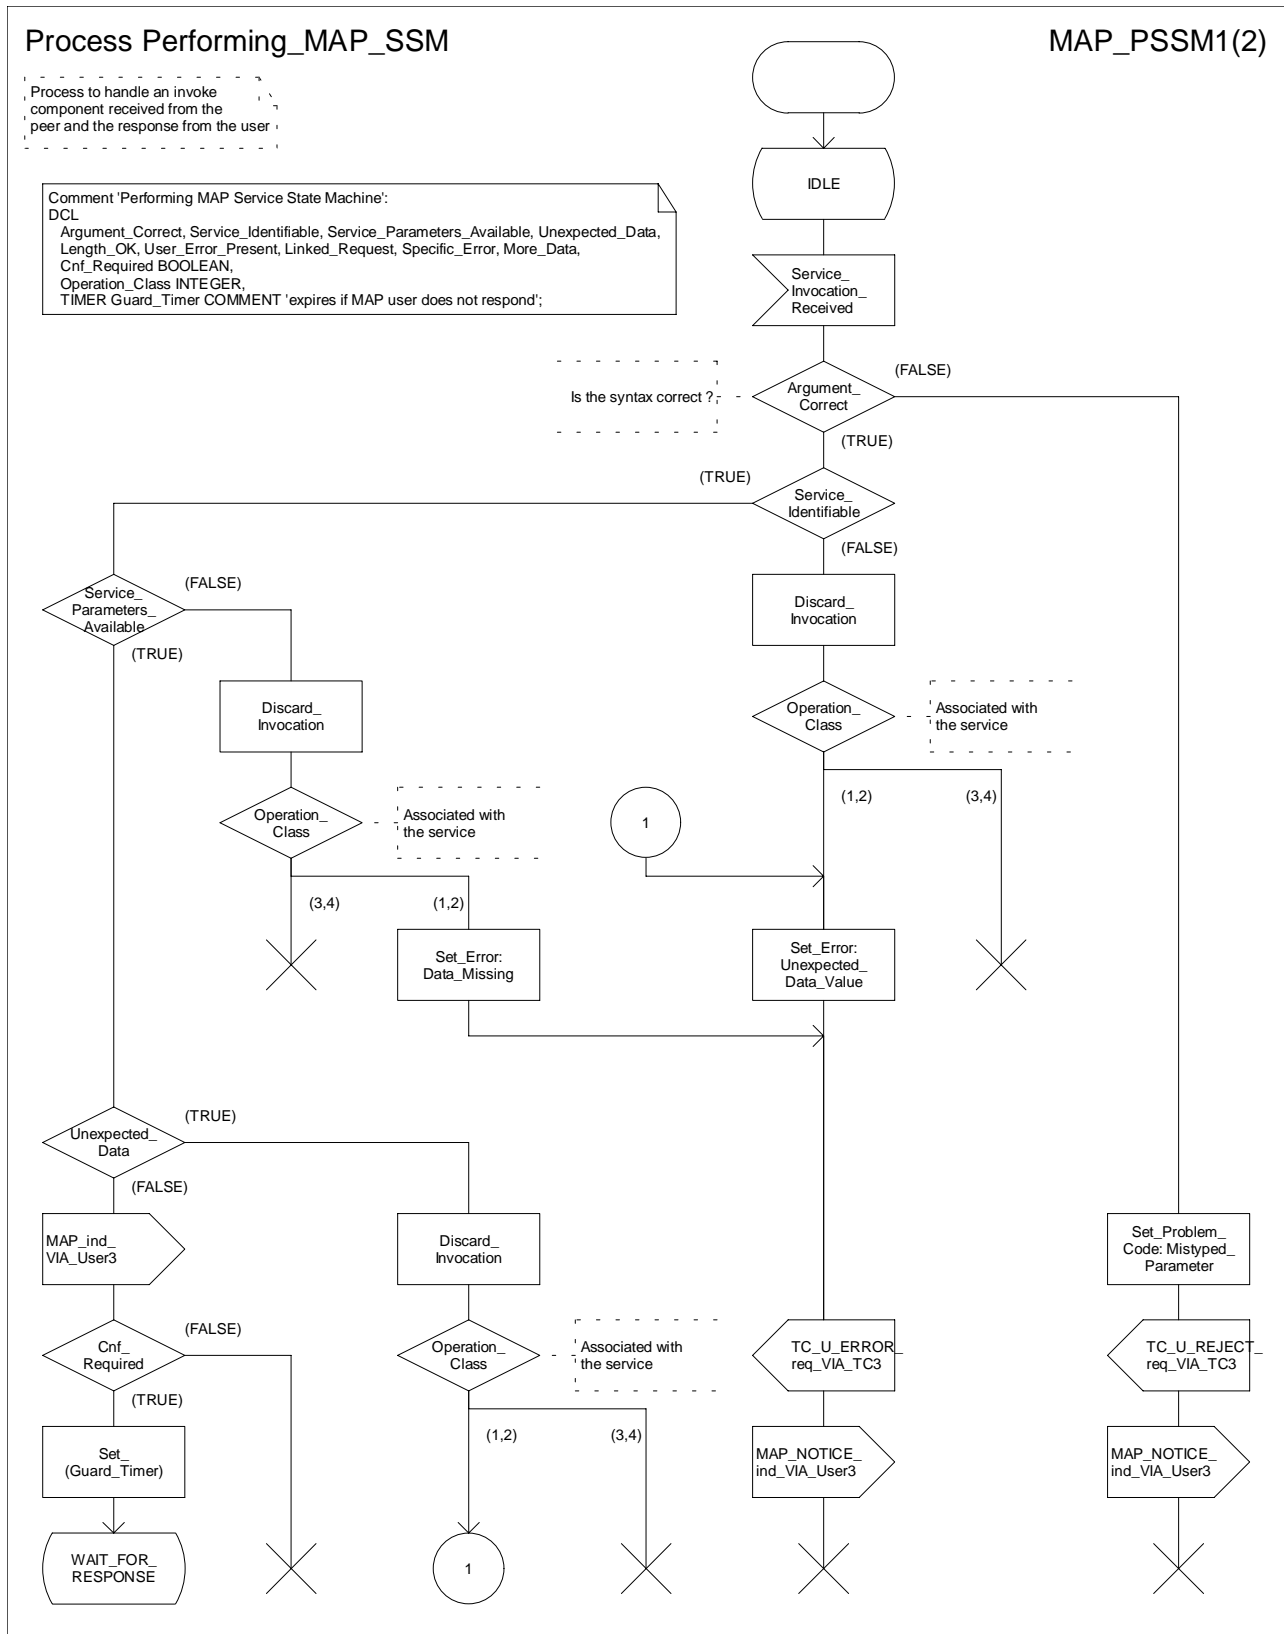 Process Performing_MAP_SSM
MAP_PSSM1(2)
Process to handle an invoke
component received from the
peer and the response from the user
Comment 'Performing MAP Service State Machine':
DCL
Argument_Correct, Service_Identifiable, Service_Parameters_Available, Unexpected_Data,
Length_OK, User_Error_Present, Linked_Request, Specific_Error, More_Data,
Cnf_Required BOOLEAN,
Operation_Class INTEGER,
TIMER Guard_Timer COMMENT 'expires if MAP user does not respond';
IDLE
Service_
Invocation_
Received
Is the syntax correct ?
Argument_
Correct
(FALSE)
(TRUE)
(TRUE)
Service_
Identifiable
(FALSE)
Service_
Parameters_
Available
(FALSE)
(TRUE)
Discard_
Invocation
Discard_
Invocation
Operation_
Class
Associated with
the service
(1,2)
(3,4)
Operation_
Class
Associated with
the service
1
(3,4)
(1,2)
Set_Error:
Data_Missing
Set_Error:
Unexpected_
Data_Value
Unexpected_
Data
(TRUE)
(FALSE)
MAP_ind_
VIA_User3
Discard_
Invocation
Set_Problem_
Code: Mistyped_
Parameter
Cnf_
Required
(FALSE)
(TRUE)
Operation_
Class
Associated with
the service
TC_U_ERROR_
req_VIA_TC3
TC_U_REJECT_
req_VIA_TC3
(1,2)
(3,4)
Set_
(Guard_Timer)
MAP_NOTICE_
ind_VIA_User3
MAP_NOTICE_
ind_VIA_User3
WAIT_FOR_
RESPONSE
1